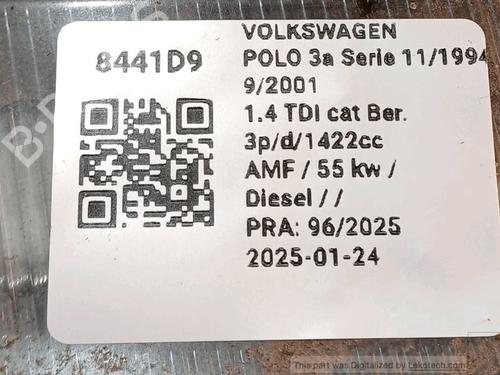 8441D9
VOLKSWAGEN
POLO 3a Serie 11/1994
9/2001
1.4 TDI cat Ber.
3p/d/1422cc
AMF / 55 kw /
Diesel / /
PRA: 96/2025
2025-01-24
This part was Digitalized by Lekotech.com